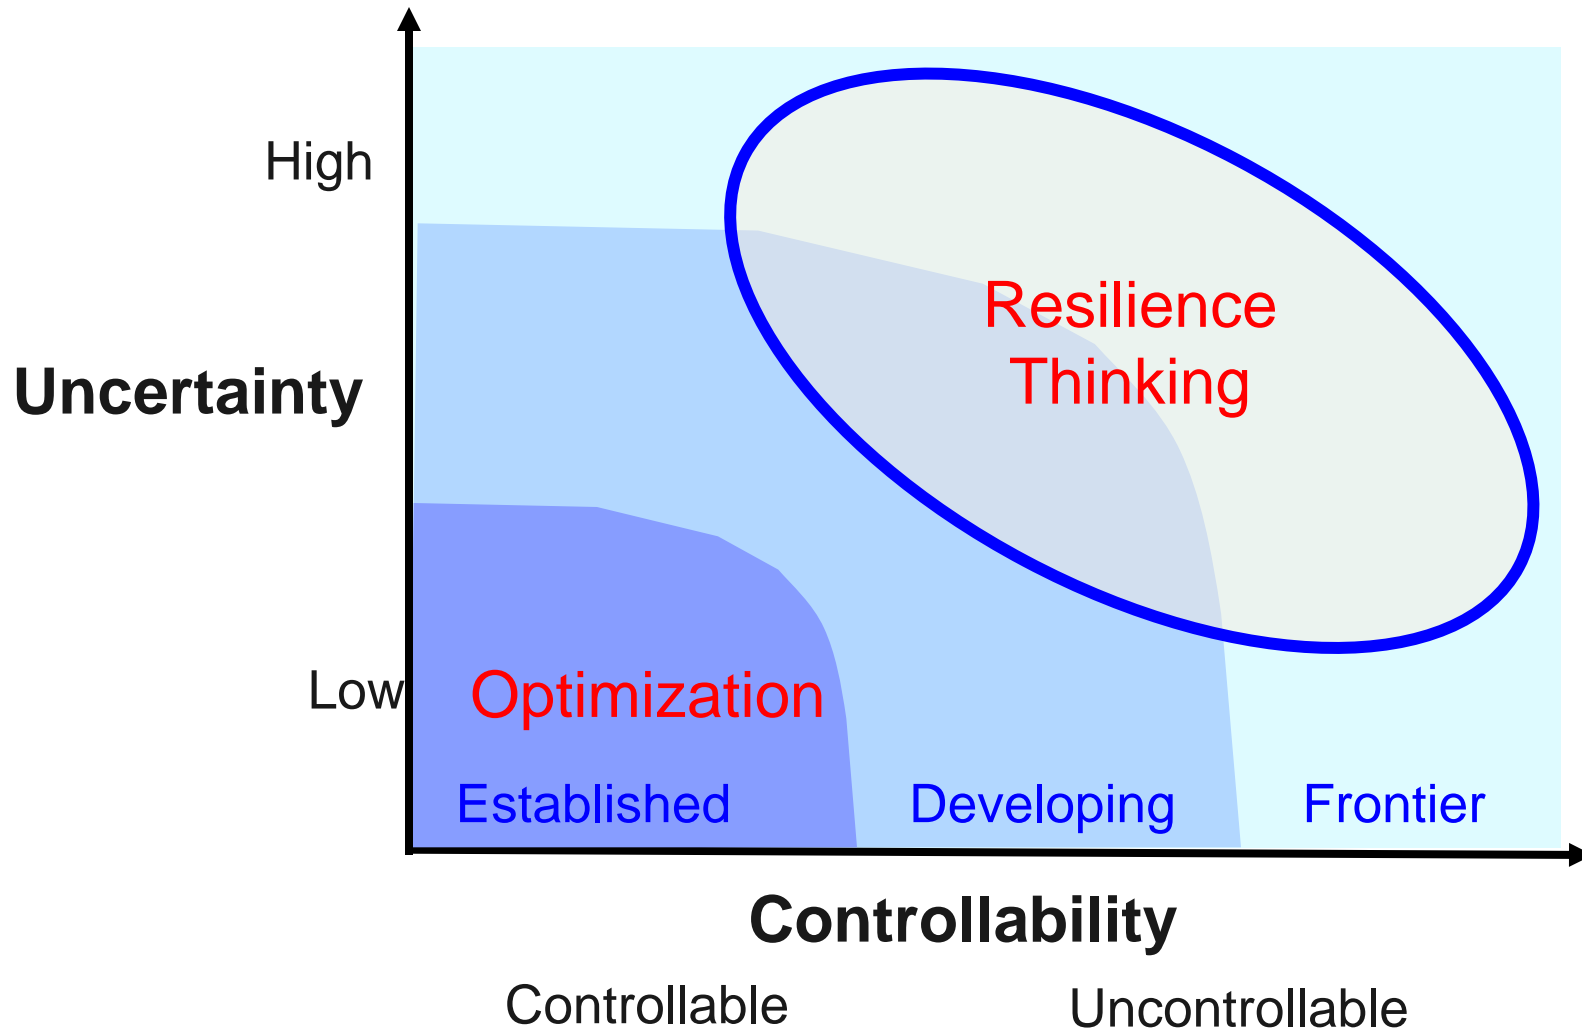 High
Resilience
Thinking
Uncertainty
Low
Optimization
Established
Developing
Frontier
Controllability
Controllable
Uncontrollable